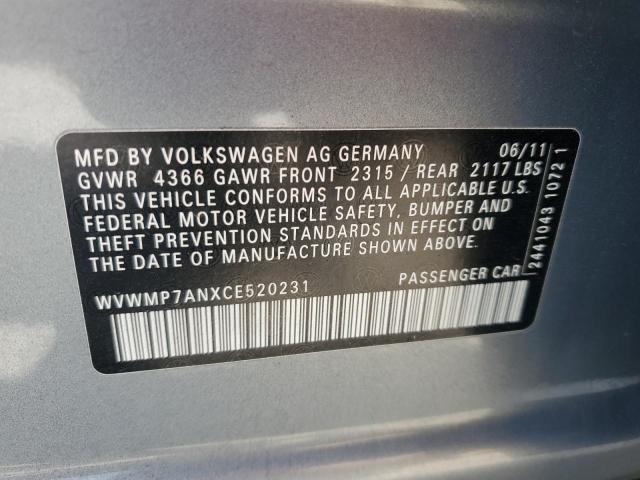 MFD BY VOLKSWAGEN AG GERMANY 06/11
GVWR 4366 GAWR FRONT 2315 / REAR 2117 LBS
THIS VEHICLE CONFORMS TO ALL APPLICABLE U.S.
FEDERAL MOTOR VEHICLE SAFETY, BUMPER AND
THEFT PREVENTION STANDARDS IN EFFECT ON
THE DATE OF MANUFACTURE SHOWN ABOVE.
WVWMP7ANXCE520231 PASSENGER CAR
2441043 1072 1